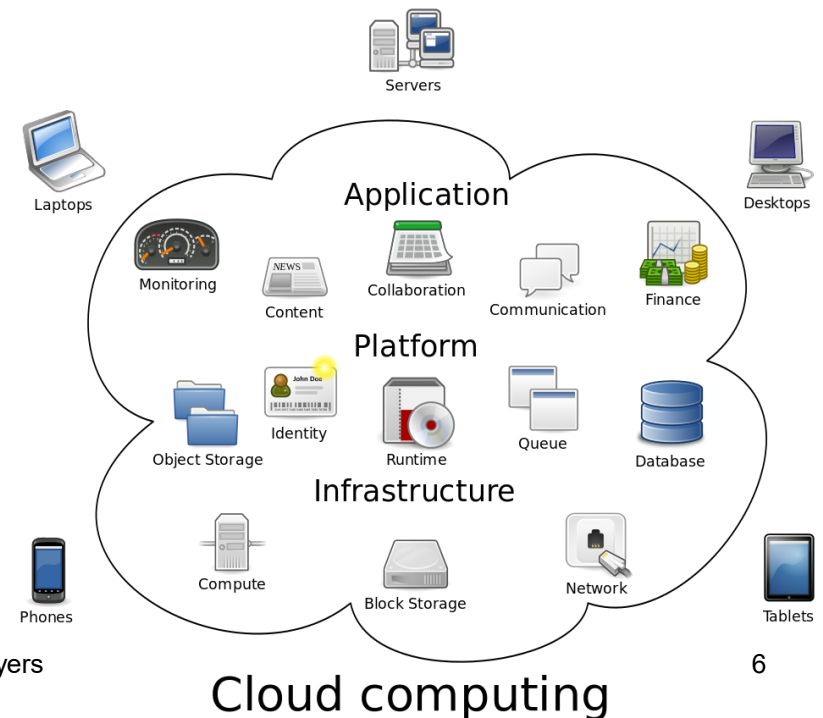 Servers
Laptops
Desktops
Application
Monitoring
NEWS
Content
Collaboration
Communication
Finance
Platform
John Doe
Object Storage
Identity
Runtime
Queue
Database
Infrastructure
Compute
Block Storage
Network
Phones
Tablets
yers
6
Cloud computing